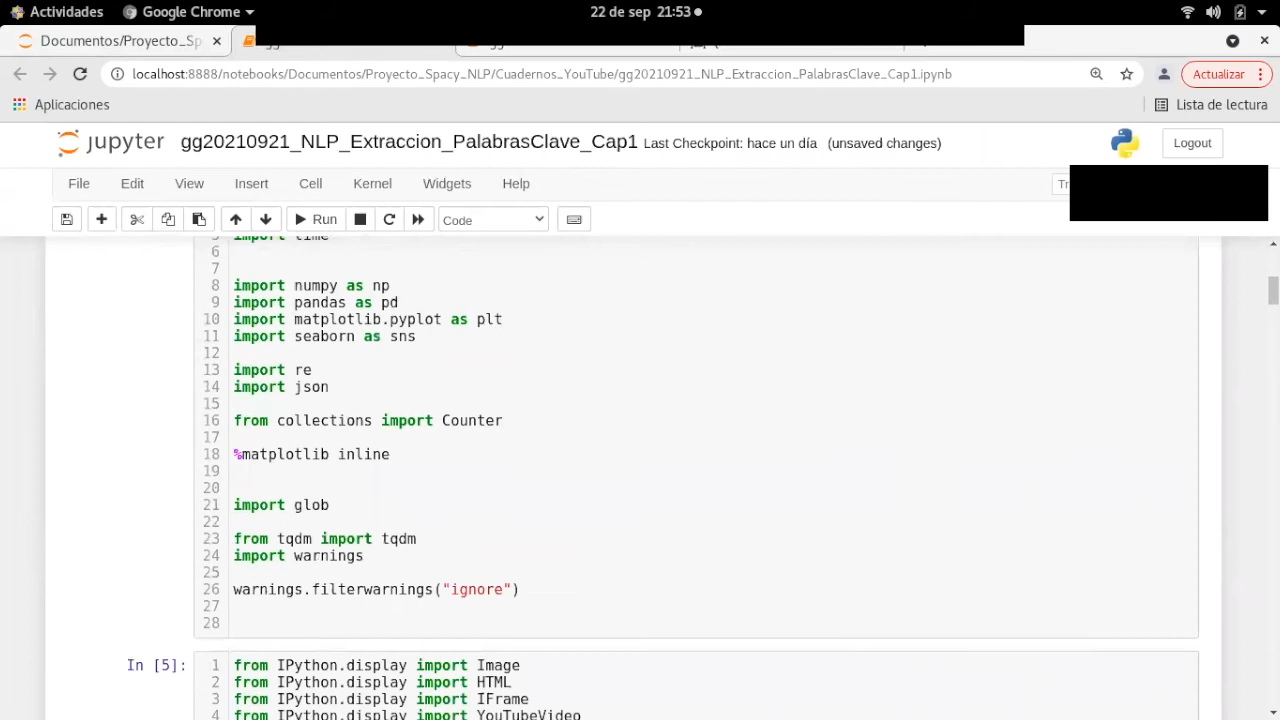 Actividades
Google Chrome
22 de sep 21:53
Documentos/Proyecto_Sp
localhost:8888/notebooks/Documentos/Proyecto_Spacy_NLP/Cuadernos_YouTube/gg20210921_NLP_Extraccion_PalabrasClave_Cap1.ipynb
Actualizar
Aplicaciones
Lista de lectura
jupyter gg20210921_NLP_Extraccion_PalabrasClave_Cap1 Last Checkpoint: hace un día (unsaved changes)
Logout
File Edit View Insert Cell Kernel Widgets Help
Run
Code
5 import time
6
7
8 import numpy as np
9 import pandas as pd
10 import matplotlib.pyplot as plt
11 import seaborn as sns
12
13 import re
14 import json
15
16 from collections import Counter
17
18 %matplotlib inline
19
20
21 import glob
22
23 from tqdm import tqdm
24 import warnings
25
26 warnings.filterwarnings("ignore")
27
28
In [5]:
1 from IPython.display import Image
2 from IPython.display import HTML
3 from IPython.display import IFrame
4 from IPython.display import YouTubeVideo